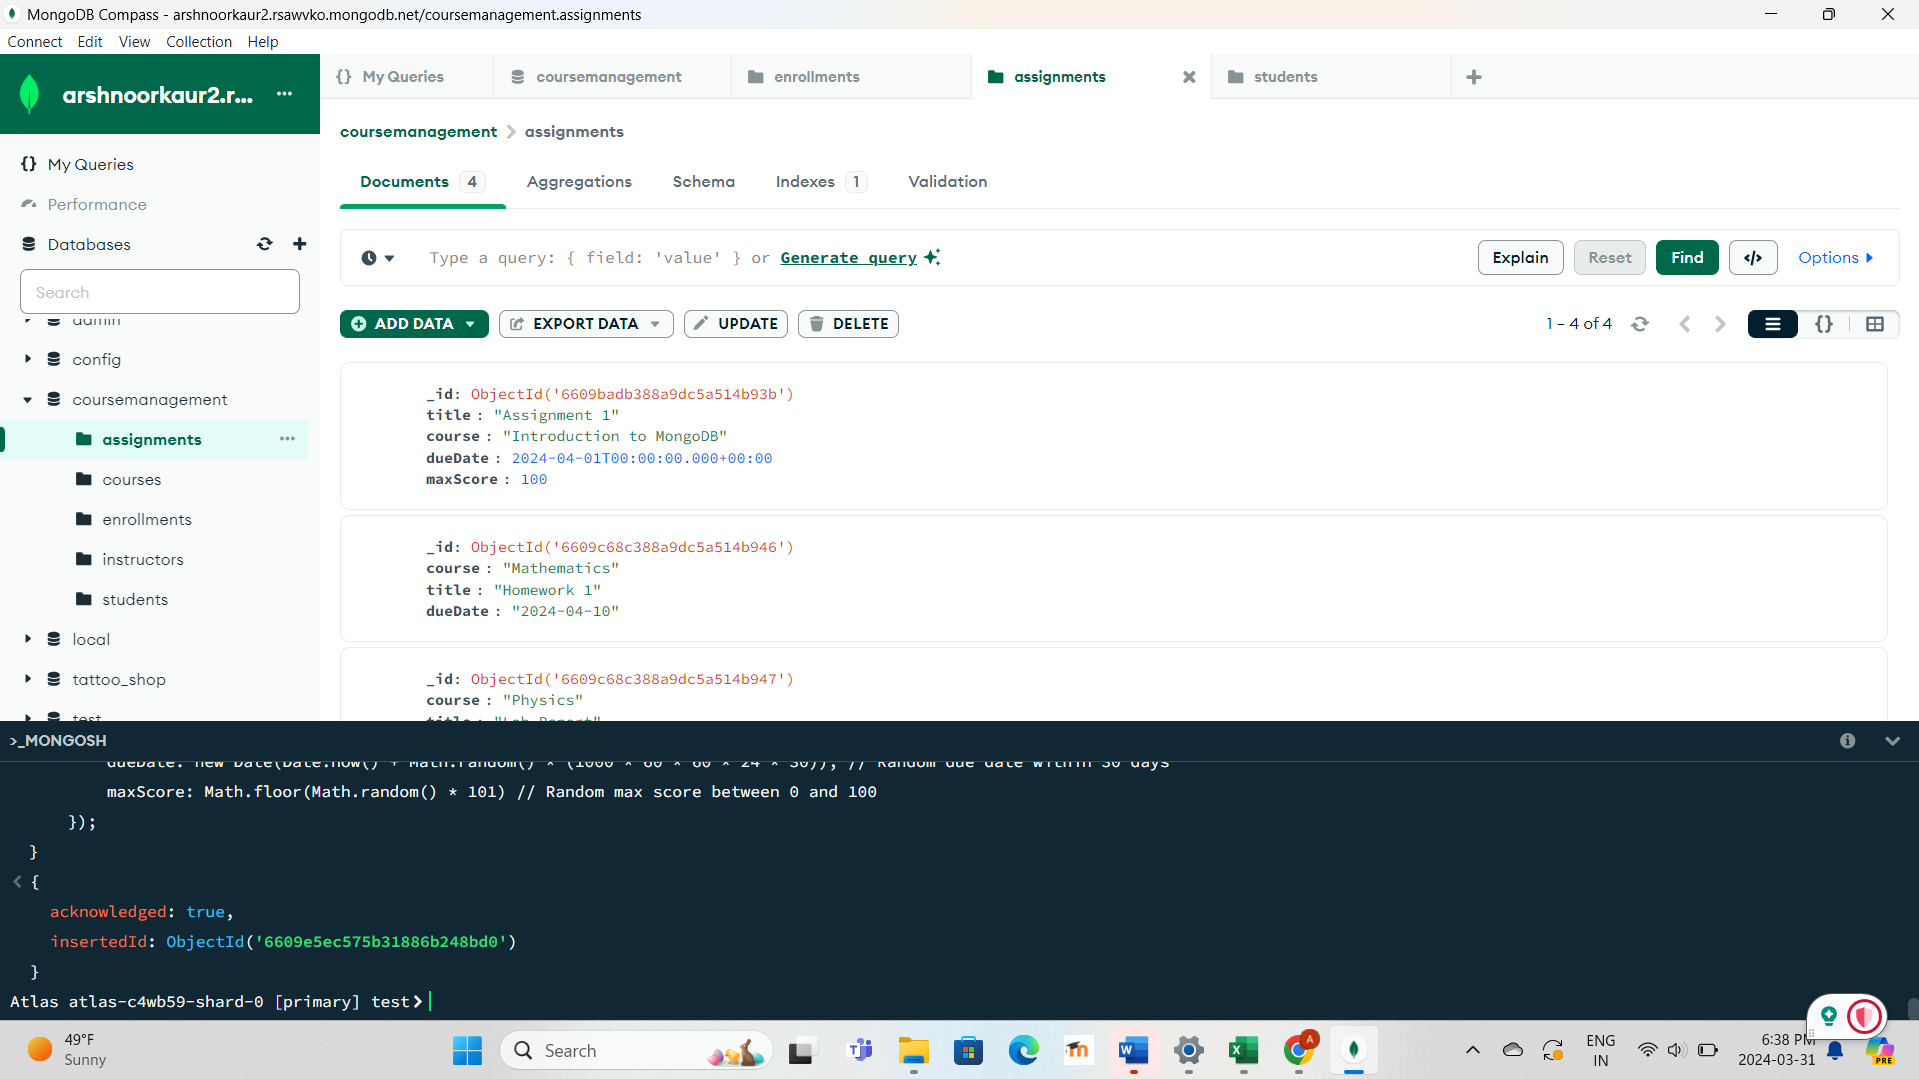 MongoDB Compass - arshnoorkaur2.rsawvko.mongodb.net/coursemanagement.assignments
Connect Edit View Collection Help
arshnoorkaur2.r... ...
My Queries
Performance
Databases
Search
admin
config
coursemanagement
assignments
courses
enrollments
instructors
students
local
tattoo_shop
test
My Queries
coursemanagement
enrollments
assignments
students
coursemanagement > assignments
Documents 4
Aggregations
Schema
Indexes 1
Validation
Type a query: { field: 'value' } or Generate query
Explain
Reset
Find
</>
Options
ADD DATA
EXPORT DATA
UPDATE
DELETE
1 – 4 of 4
{}
_id: ObjectId('6609badb388a9dc5a514b93b')
title : "Assignment 1"
course : "Introduction to MongoDB"
dueDate : 2024-04-01T00:00:00.000+00:00
maxScore : 100
_id: ObjectId('6609c68c388a9dc5a514b946')
course : "Mathematics"
title : "Homework 1"
dueDate : "2024-04-10"
_id: ObjectId('6609c68c388a9dc5a514b947')
course : "Physics"
title : "Lab Report"
>_MONGOSH
dueDate: new Date(Date.now() + Math.random() * (1000 * 60 * 60 * 24 * 30)), // Random due date within 30 days
maxScore: Math.floor(Math.random() * 101) // Random max score between 0 and 100
});
}
< {
acknowledged: true,
insertedId: ObjectId('6609e5ec575b31886b248bd0')
}
Atlas atlas-c4wb59-shard-0 [primary] test>
49°F
Sunny
Search
ENG
IN
6:38 PM
2024-03-31
PRE